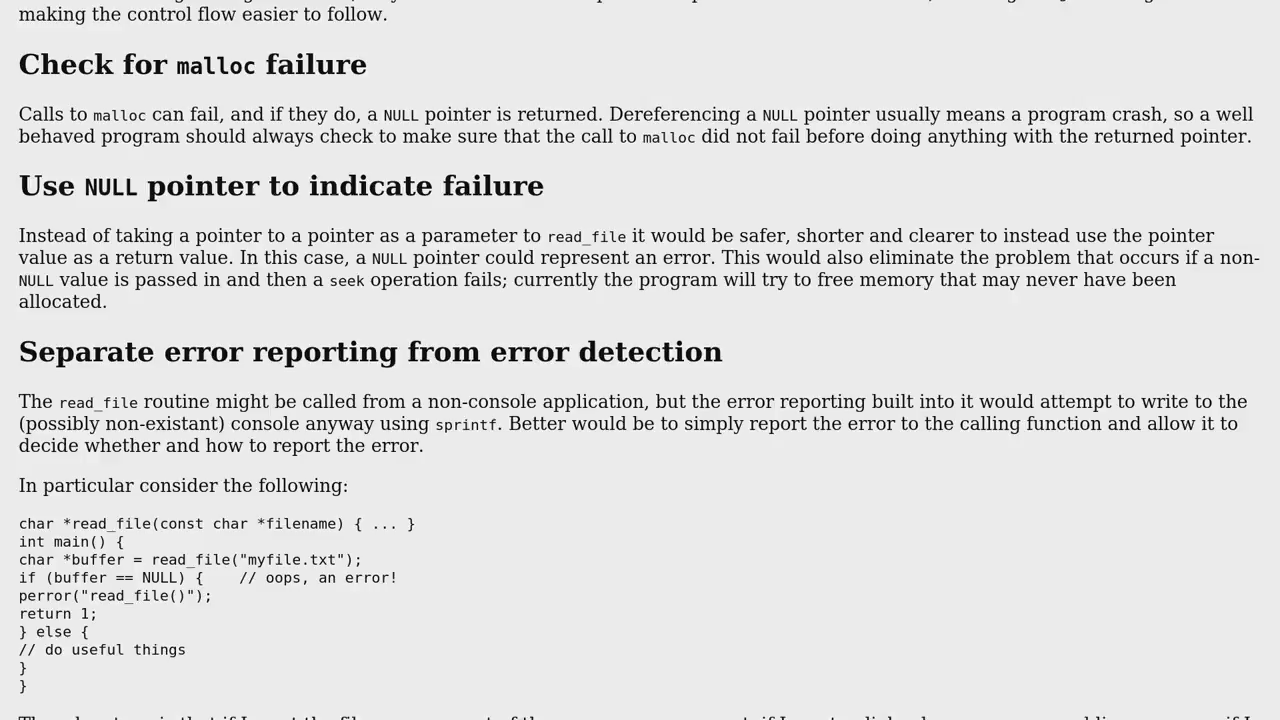 making the control flow easier to follow.
Check for malloc failure
Calls to malloc can fail, and if they do, a NULL pointer is returned. Dereferencing a NULL pointer usually means a program crash, so a well
behaved program should always check to make sure that the call to malloc did not fail before doing anything with the returned pointer.
Use NULL pointer to indicate failure
Instead of taking a pointer to a pointer as a parameter to read_file it would be safer, shorter and clearer to instead use the pointer
value as a return value. In this case, a NULL pointer could represent an error. This would also eliminate the problem that occurs if a non-
NULL value is passed in and then a seek operation fails; currently the program will try to free memory that may never have been
allocated.
Separate error reporting from error detection
The read_file routine might be called from a non-console application, but the error reporting built into it would attempt to write to the
(possibly non-existant) console anyway using sprintf. Better would be to simply report the error to the calling function and allow it to
decide whether and how to report the error.
In particular consider the following:
char *read_file(const char *filename) { ... }
int main() {
char *buffer = read_file("myfile.txt");
if (buffer == NULL) {    // oops, an error!
perror("read_file()");
return 1;
} else {
// do useful things
}
}